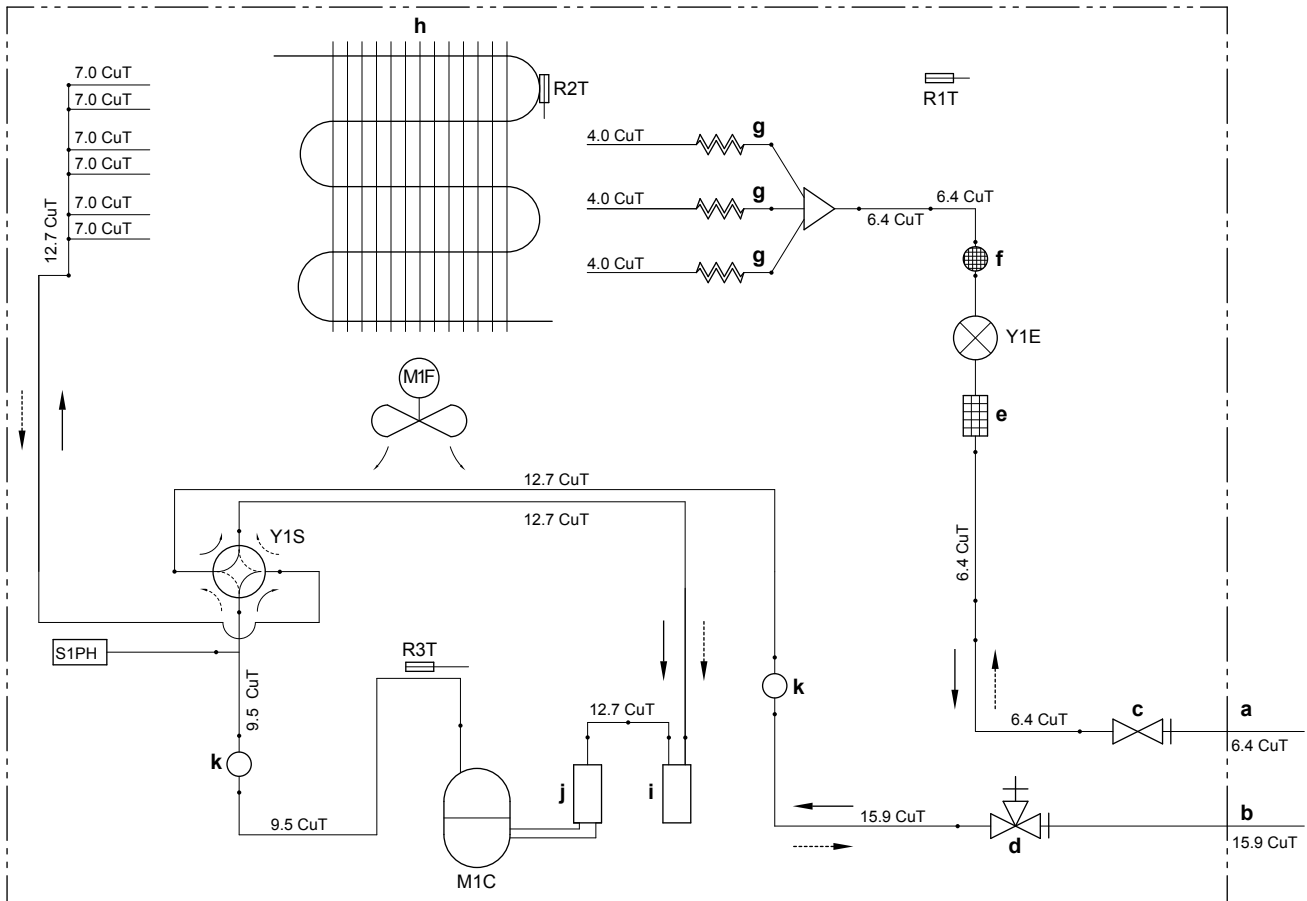 h
7.0 CuT
7.0 CuT
7.0 CuT
7.0 CuT
7.0 CuT
7.0 CuT
12.7 CuT
R2T
R1T
4.0 CuT
g
4.0 CuT
g
4.0 CuT
g
6.4 CuT
6.4 CuT
f
Y1E
e
M1F
12.7 CuT
12.7 CuT
Y1S
6.4 CuT
S1PH
R3T
9.5 CuT
k
9.5 CuT
M1C
12.7 CuT
j
i
k
15.9 CuT
d
6.4 CuT
c
a
6.4 CuT
b
15.9 CuT